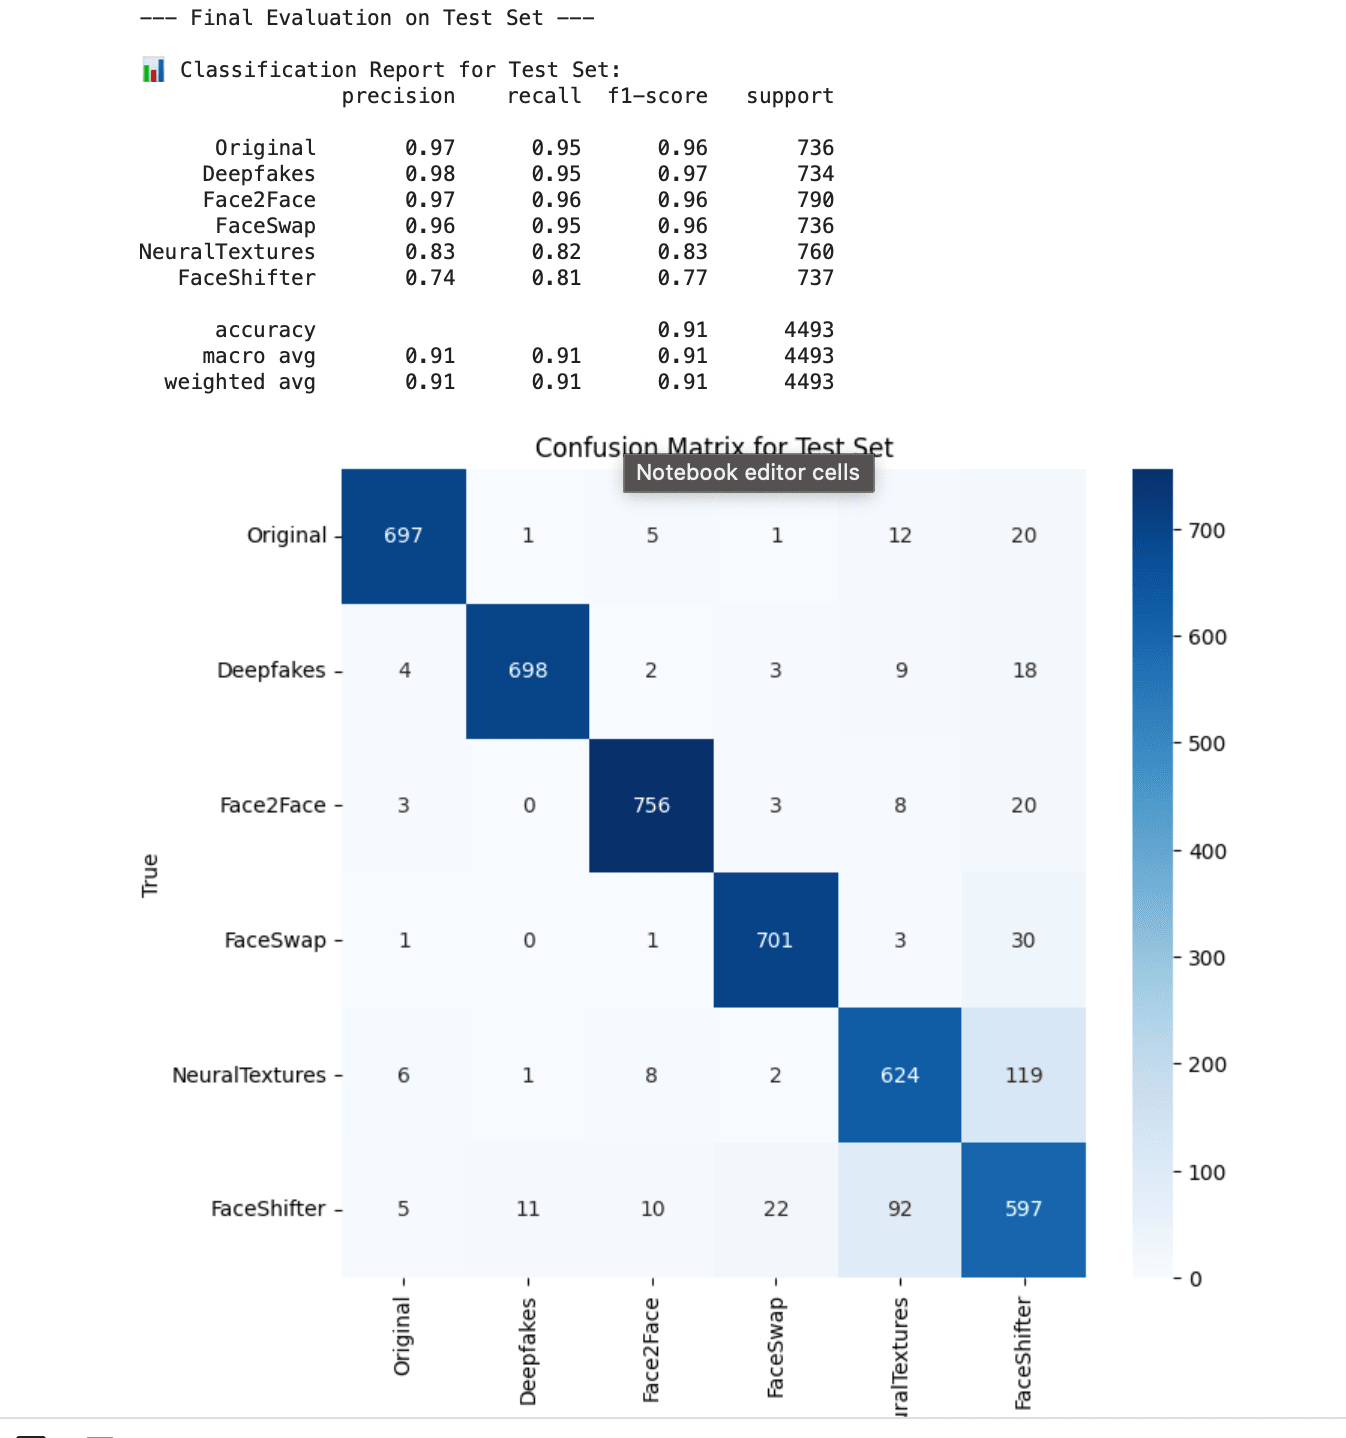 --- Final Evaluation on Test Set ---
📊 Classification Report for Test Set:
precision recall f1-score support
Original 0.97 0.95 0.96 736
Deepfakes 0.98 0.95 0.97 734
Face2Face 0.97 0.96 0.96 790
FaceSwap 0.96 0.95 0.96 736
NeuralTextures 0.83 0.82 0.83 760
FaceShifter 0.74 0.81 0.77 737
accuracy 0.91 4493
macro avg 0.91 0.91 0.91 4493
weighted avg 0.91 0.91 0.91 4493
Confusion Matrix for Test Set
Notebook editor cells
Original 697 1 5 1 12 20
Deepfakes 4 698 2 3 9 18
Face2Face 3 0 756 3 8 20
FaceSwap 1 0 1 701 3 30
NeuralTextures 6 1 8 2 624 119
FaceShifter 5 11 10 22 92 597
True
Original
Deepfakes
Face2Face
FaceSwap
uralTextures
FaceShifter
700
600
500
400
300
200
100
0